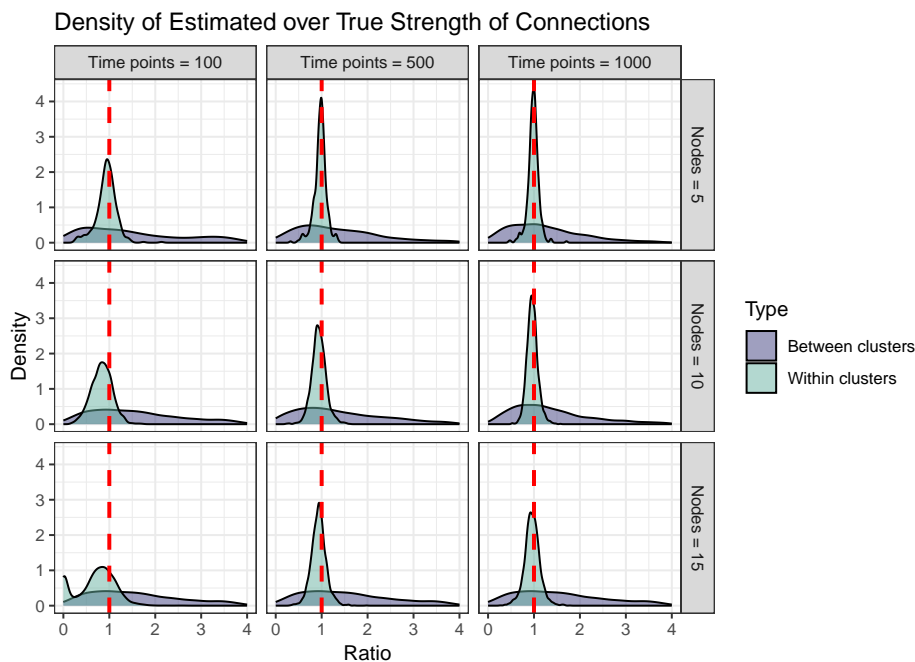 Density of Estimated over True Strength of Connections
Time points = 100
Time points = 500
Time points = 1000
4
3
2
1
0
Nodes = 5
4
3
2
1
0
Nodes = 10
4
3
2
1
0
Nodes = 15
Density
0 1 2 3 4
0 1 2 3 4
0 1 2 3 4
Ratio
Type
Between clusters
Within clusters